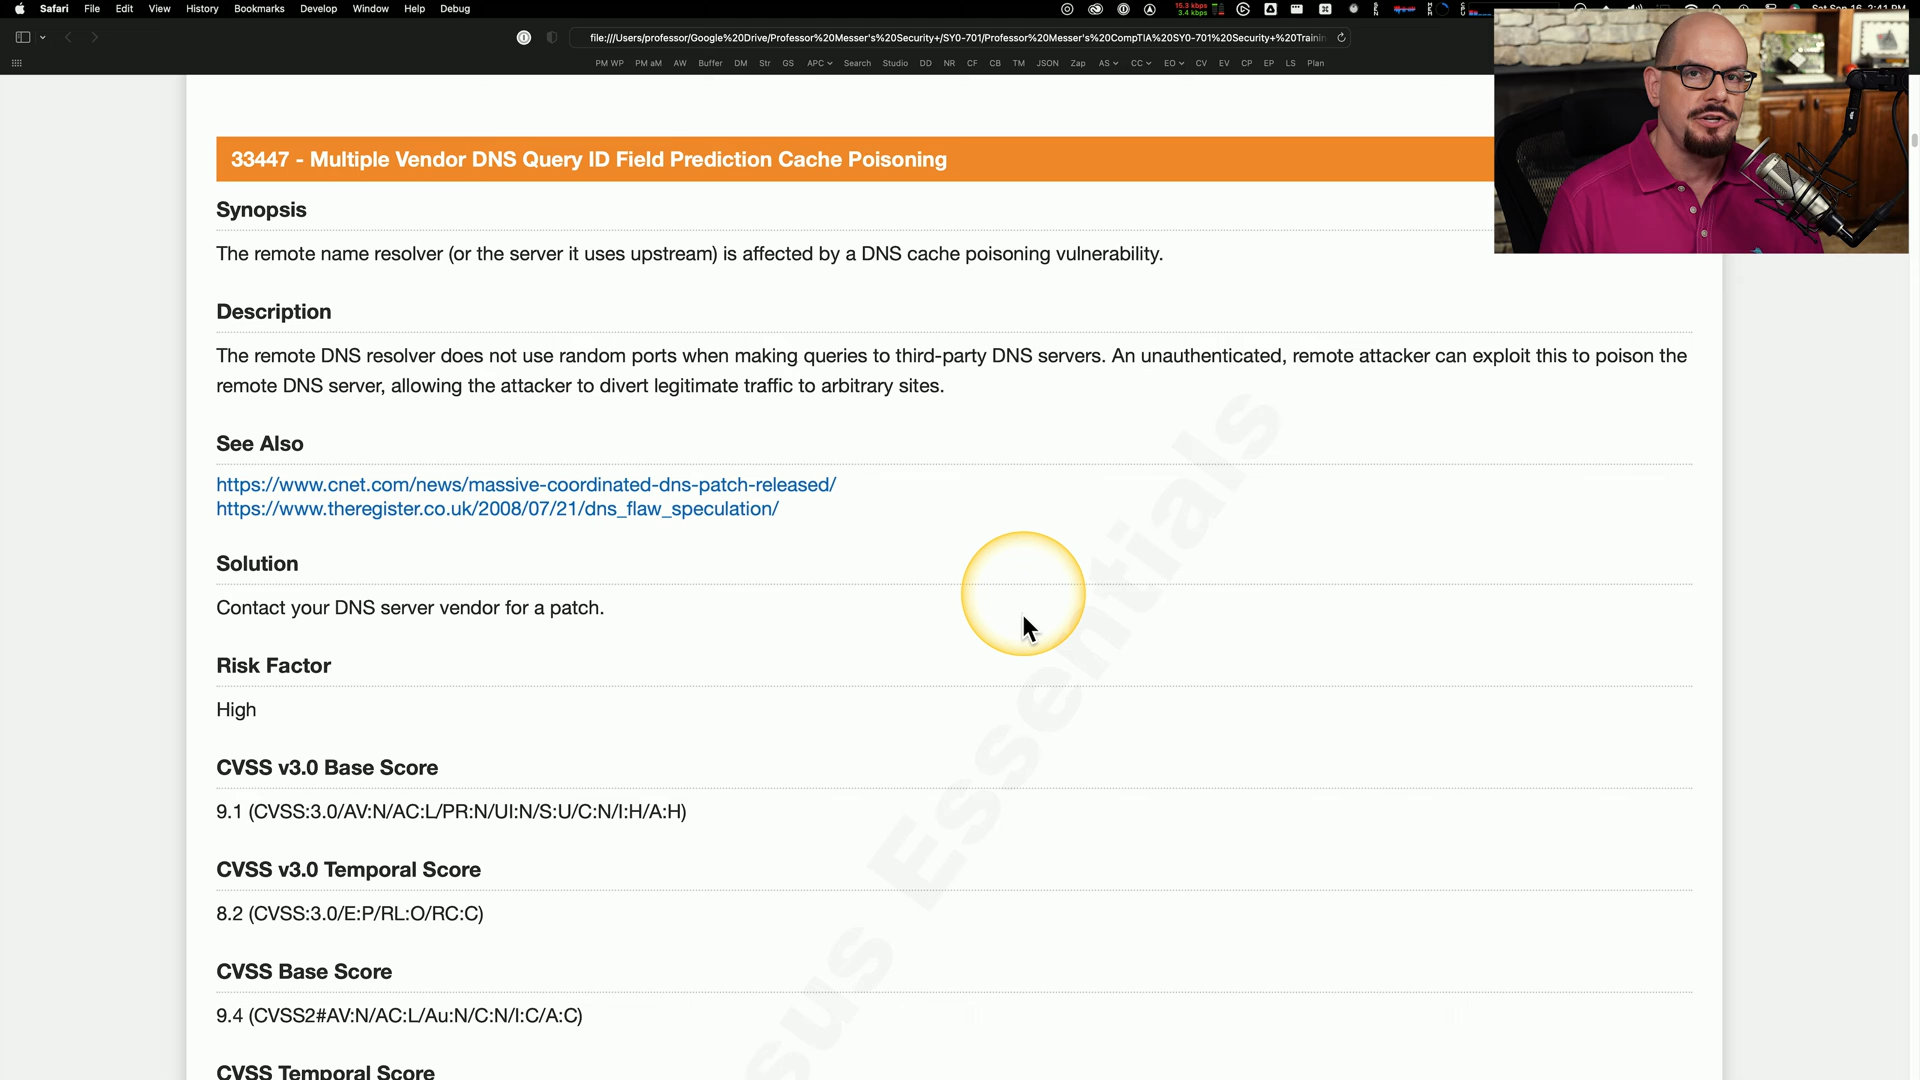 Safari File Edit View History Bookmarks Develop Window Help Debug
15.3 kbps
3.4 kbps
file:///Users/professor/Google%20Drive/Professor%20Messer's%20Security+/SY0-701/Professor%20Messer's%20CompTIA%20SY0-701%20Security+%20Trainin
PM WP PM aM AW Buffer DM Str GS APC Search Studio DD NR CF CB TM JSON Zap AS CC EO CV EV CP EP LS Plan
33447 - Multiple Vendor DNS Query ID Field Prediction Cache Poisoning
Synopsis
The remote name resolver (or the server it uses upstream) is affected by a DNS cache poisoning vulnerability.
Description
The remote DNS resolver does not use random ports when making queries to third-party DNS servers. An unauthenticated, remote attacker can exploit this to poison the
remote DNS server, allowing the attacker to divert legitimate traffic to arbitrary sites.
See Also
https://www.cnet.com/news/massive-coordinated-dns-patch-released/
https://www.theregister.co.uk/2008/07/21/dns_flaw_speculation/
Solution
Contact your DNS server vendor for a patch.
Risk Factor
High
CVSS v3.0 Base Score
9.1 (CVSS:3.0/AV:N/AC:L/PR:N/UI:N/S:U/C:N/I:H/A:H)
CVSS v3.0 Temporal Score
8.2 (CVSS:3.0/E:P/RL:O/RC:C)
CVSS Base Score
9.4 (CVSS2#AV:N/AC:L/Au:N/C:N/I:C/A:C)
CVSS Temporal Score
sus Essentials